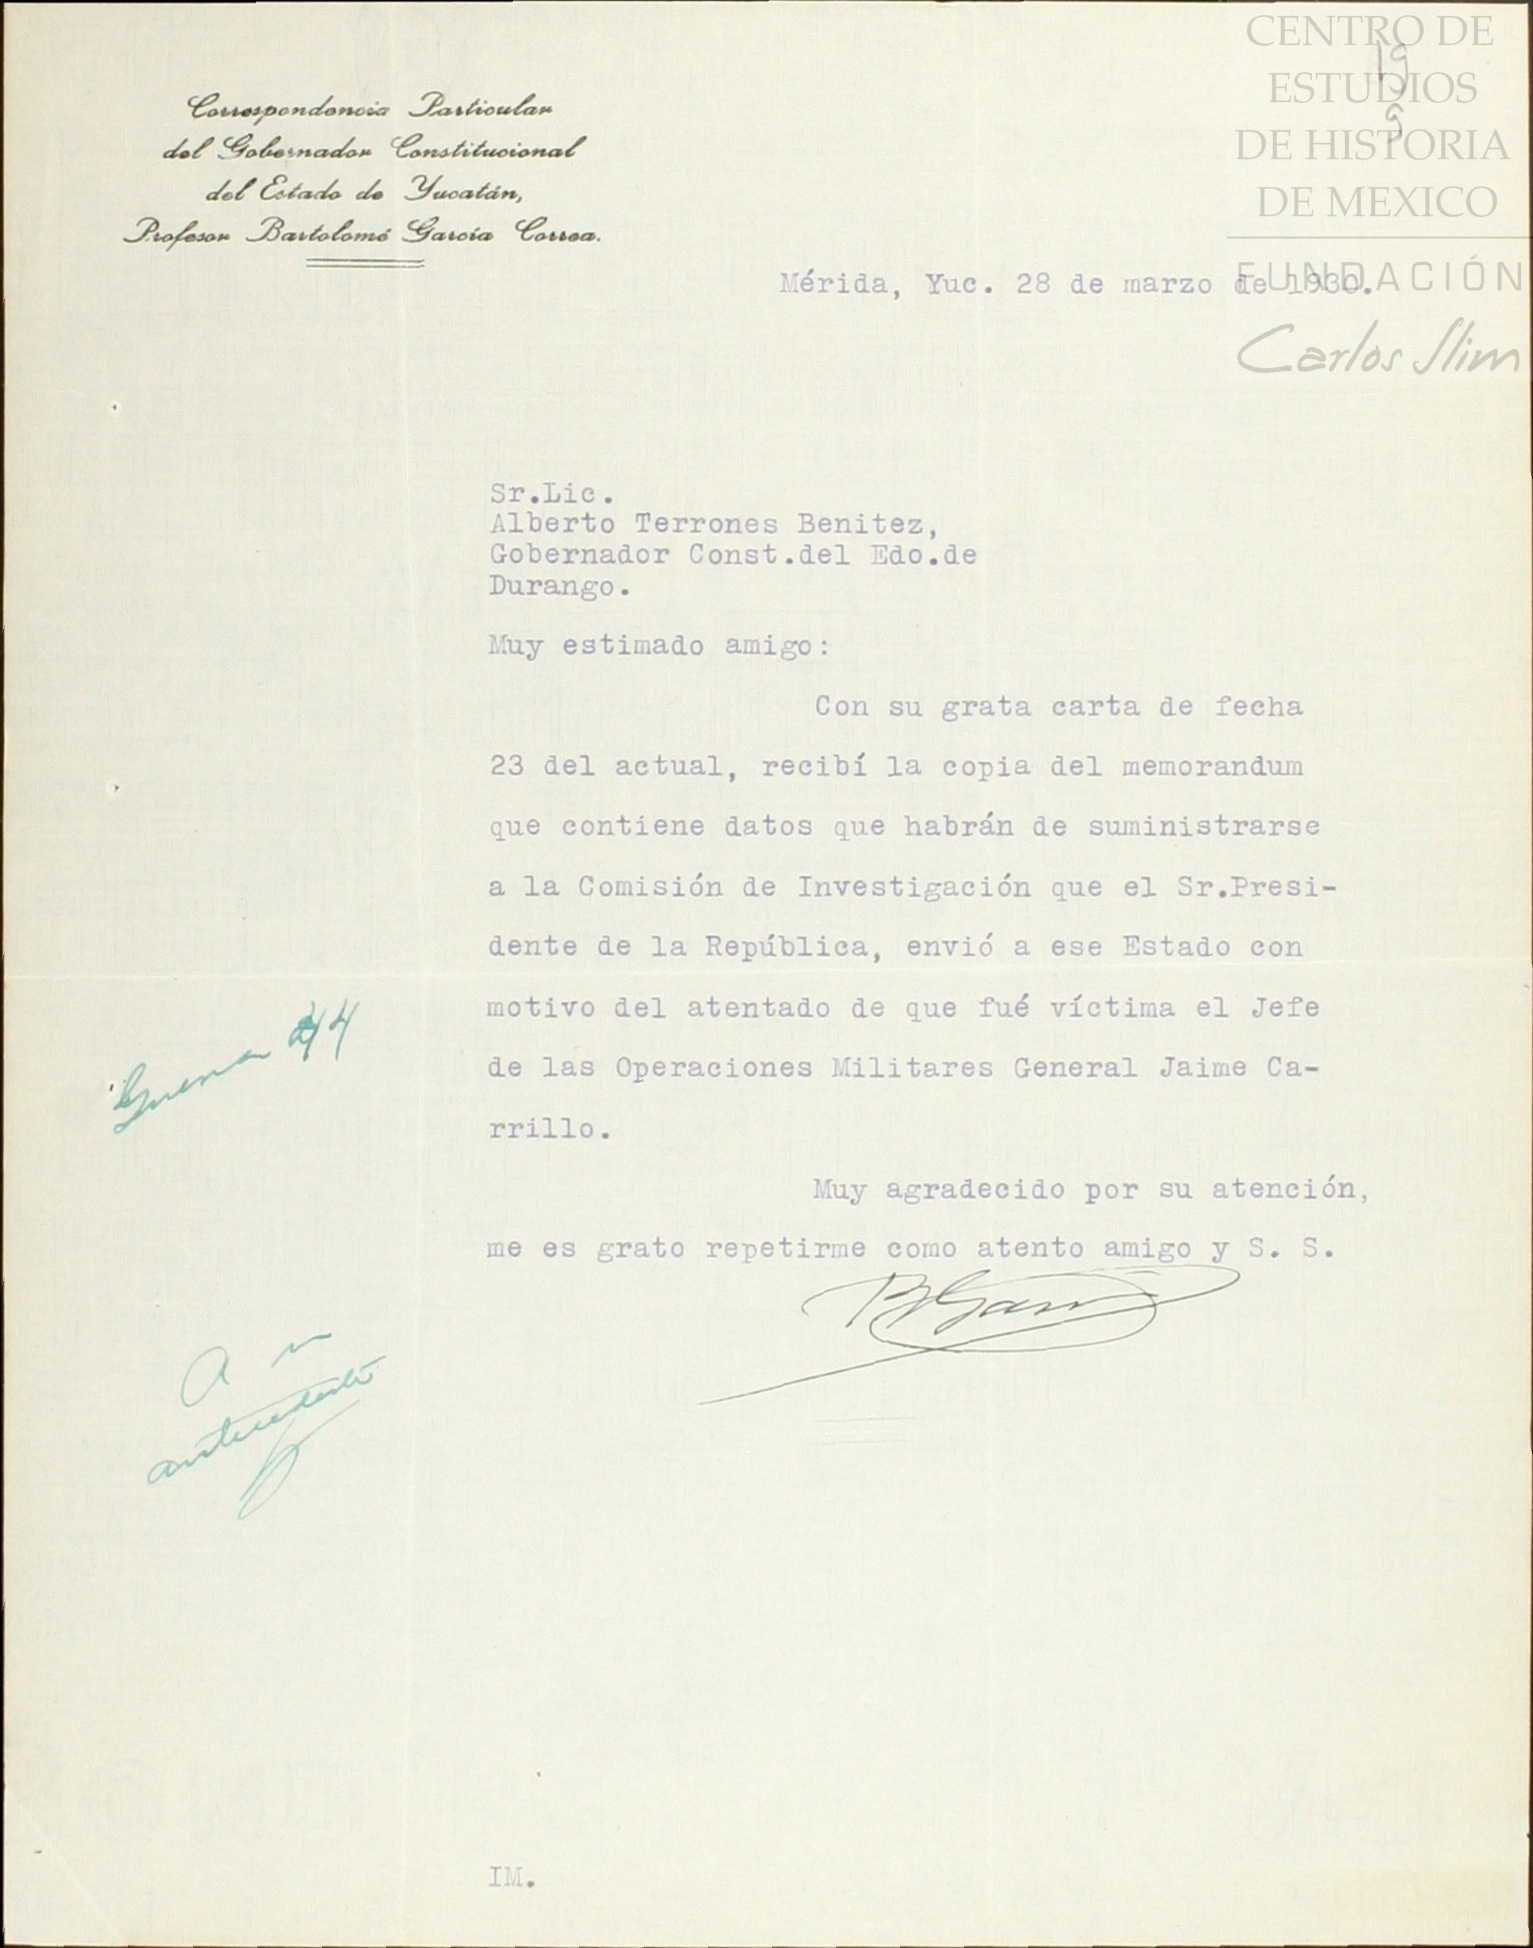 CENTRO DE
ESTUDIOS
DE HISTORIA
DE MEXICO
FUNDACIÓN
Carlos Slim
Correspondencia Particular
del Gobernador Constitucional
del Estado de Yucatán,
Profesor Bartolomé García Correa.
Mérida, Yuc. 28 de marzo de 1930.
Sr.Lic.
Alberto Terrones Benitez,
Gobernador Const.del Edo.de
Durango.
Muy estimado amigo:
Con su grata carta de fecha
23 del actual, recibí la copia del memorandum
que contiene datos que habrán de suministrarse
a la Comisión de Investigación que el Sr.Presi-
dente de la República, envió a ese Estado con
motivo del atentado de que fué víctima el Jefe
de las Operaciones Militares General Jaime Ca-
rrillo.
Muy agradecido por su atención,
me es grato repetirme como atento amigo y S. S.
Guerra
A
IM.